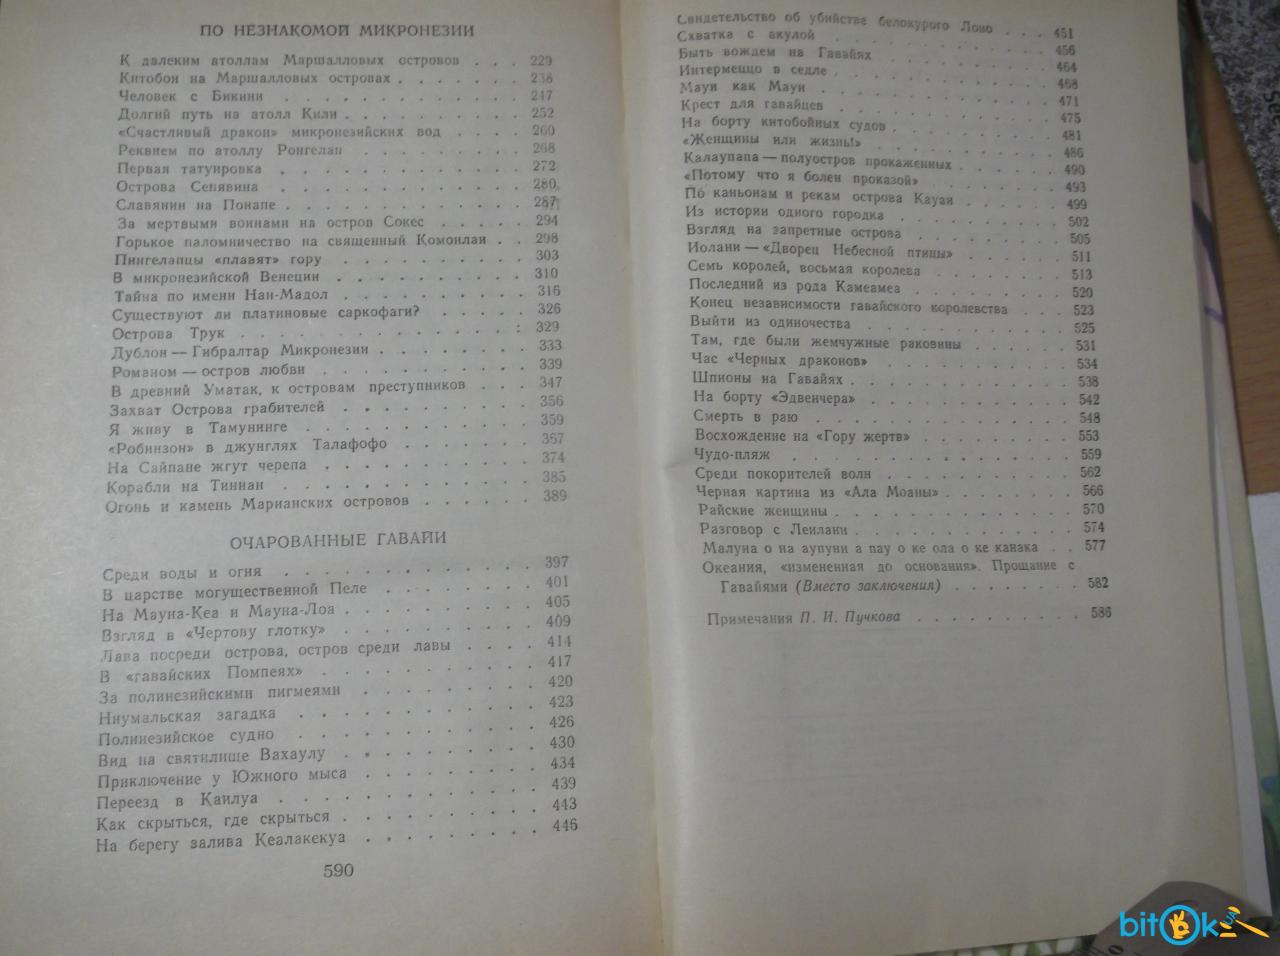 ПО НЕЗНАКОМОЙ МИКРОНЕЗИИ
К далеким атоллам Маршалловых островов . . . 229
Китобои на Маршалловых островах . . . . . . . 238
Человек с Бикини . . . . . . . . . . . . 247
Долгий путь на атолл Кили . . . . . . . . . 252
«Счастливый дракон» микронезийских вод . . . . 260
Реквием по атоллу Ронгелап . . . . . . . . 268
Первая татуировка . . . . . . . . . . . 272
Острова Сенявина . . . . . . . . . . . 280
Славянин на Понапе . . . . . . . . . . . 287
За мертвыми воинами на остров Сокес . . . . . 294
Горькое паломничество на священный Комонлаи . . 298
Пингелапцы «плавят» гору . . . . . . . . . 303
В микронезийской Венеции . . . . . . . . . 310
Тайна по имени Нан-Мадол . . . . . . . . . 316
Существуют ли платиновые саркофаги? . . . . . 326
Острова Трук . . . . . . . . . . . . . 329
Дублон — Гибралтар Микронезии . . . . . . . 333
Романом — остров любви . . . . . . . . . . 339
В древний Уматак, к островам преступников . . . 347
Захват Острова грабителей . . . . . . . . . 356
Я живу в Тамунинге . . . . . . . . . . . 359
«Робинзон» в джунглях Талафофо . . . . . . . 367
На Сайпане жгут черепа . . . . . . . . . . 374
Корабли на Тиниан . . . . . . . . . . . 385
Огонь и камень Марианских островов . . . . . . 389
ОЧАРОВАННЫЕ ГАВАЙИ
Среди воды и огня . . . . . . . . . . . 397
В царстве могущественной Пеле . . . . . . . 401
На Мауна-Кеа и Мауна-Лоа . . . . . . . . . 405
Взгляд в «Чертову глотку» . . . . . . . . . 409
Лава посреди острова, остров среди лавы . . . . 414
В «гавайских Помпеях» . . . . . . . . . . 417
За полинезийскими пигмеями . . . . . . . . 420
Ниумальская загадка . . . . . . . . . . . 423
Полинезийское судно . . . . . . . . . . . 426
Вид на святилище Вахаулу . . . . . . . . . 430
Приключение у Южного мыса . . . . . . . . 434
Переезд в Каилуа . . . . . . . . . . . . 439
Как скрыться, где скрыться . . . . . . . . . 443
На берегу залива Кеалакекуа . . . . . . . . 446
590
Свидетельство об убийстве белокурого Лоно . . . 451
Схватка с акулой . . . . . . . . . . . . 456
Быть вождем на Гавайях . . . . . . . . . . 464
Интермеццо в седле . . . . . . . . . . . 468
Мауи как Мауи . . . . . . . . . . . . . 471
Крест для гавайцев . . . . . . . . . . . 475
На борту китобойных судов . . . . . . . . . 481
«Женщины или жизнь!» . . . . . . . . . . 486
Калаупапа — полуостров прокаженных . . . . . . 490
«Потому что я болен проказой» . . . . . . . 493
По каньонам и рекам острова Кауаи . . . . . . 499
Из истории одного городка . . . . . . . . . 502
Взгляд на запретные острова . . . . . . . . 505
Иолани — «Дворец Небесной птицы» . . . . . . 511
Семь королей, восьмая королева . . . . . . . 513
Последний из рода Камеамеа . . . . . . . . 520
Конец независимости гавайского королевства . . . 523
Выйти из одиночества . . . . . . . . . . 525
Там, где были жемчужные раковины . . . . . . 531
Час «Черных драконов» . . . . . . . . . . 534
Шпионы на Гавайях . . . . . . . . . . . 538
На борту «Эдвенчера» . . . . . . . . . . 542
Смерть в раю . . . . . . . . . . . . . 548
Восхождение на «Гору жертв» . . . . . . . . 553
Чудо-пляж . . . . . . . . . . . . . . 559
Среди покорителей волн . . . . . . . . . . 562
Черная картина из «Ала Моаны» . . . . . . . 566
Райские женщины . . . . . . . . . . . . 570
Разговор с Леилани . . . . . . . . . . . 574
Малуна о на аупуни а пау о ке ола о ке канака . . 577
Океания, «измененная до основания». Прощание с
Гавайями (Вместо заключения) . . . . . . . 582
Примечания П. И. Пучкова . . . . . . . . . . 586
bitOk.UA